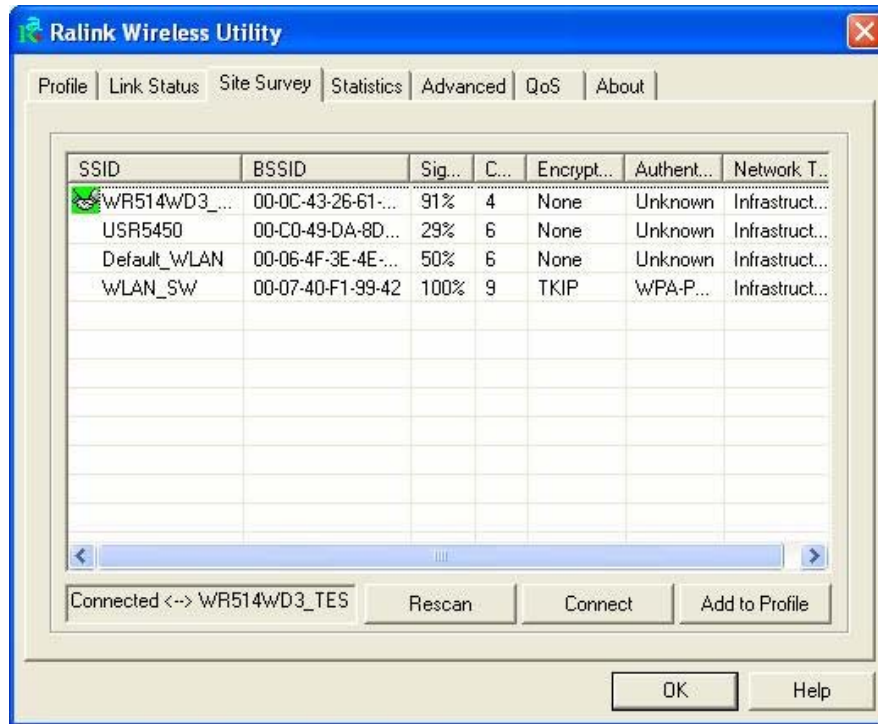 Ralink Wireless Utility
Profile Link Status Site Survey Statistics Advanced QoS About
SSID BSSID Sig... C... Encrypt... Authent... Network T...
WR514WD3_... 00-0C-43-26-61-... 91% 4 None Unknown Infrastruct...
USR5450 00-C0-49-DA-8D... 29% 6 None Unknown Infrastruct...
Default_WLAN 00-06-4F-3E-4E-... 50% 6 None Unknown Infrastruct...
WLAN_SW 00-07-40-F1-99-42 100% 9 TKIP WPA-P... Infrastruct...
Connected <--> WR514WD3_TES Rescan Connect Add to Profile
OK Help